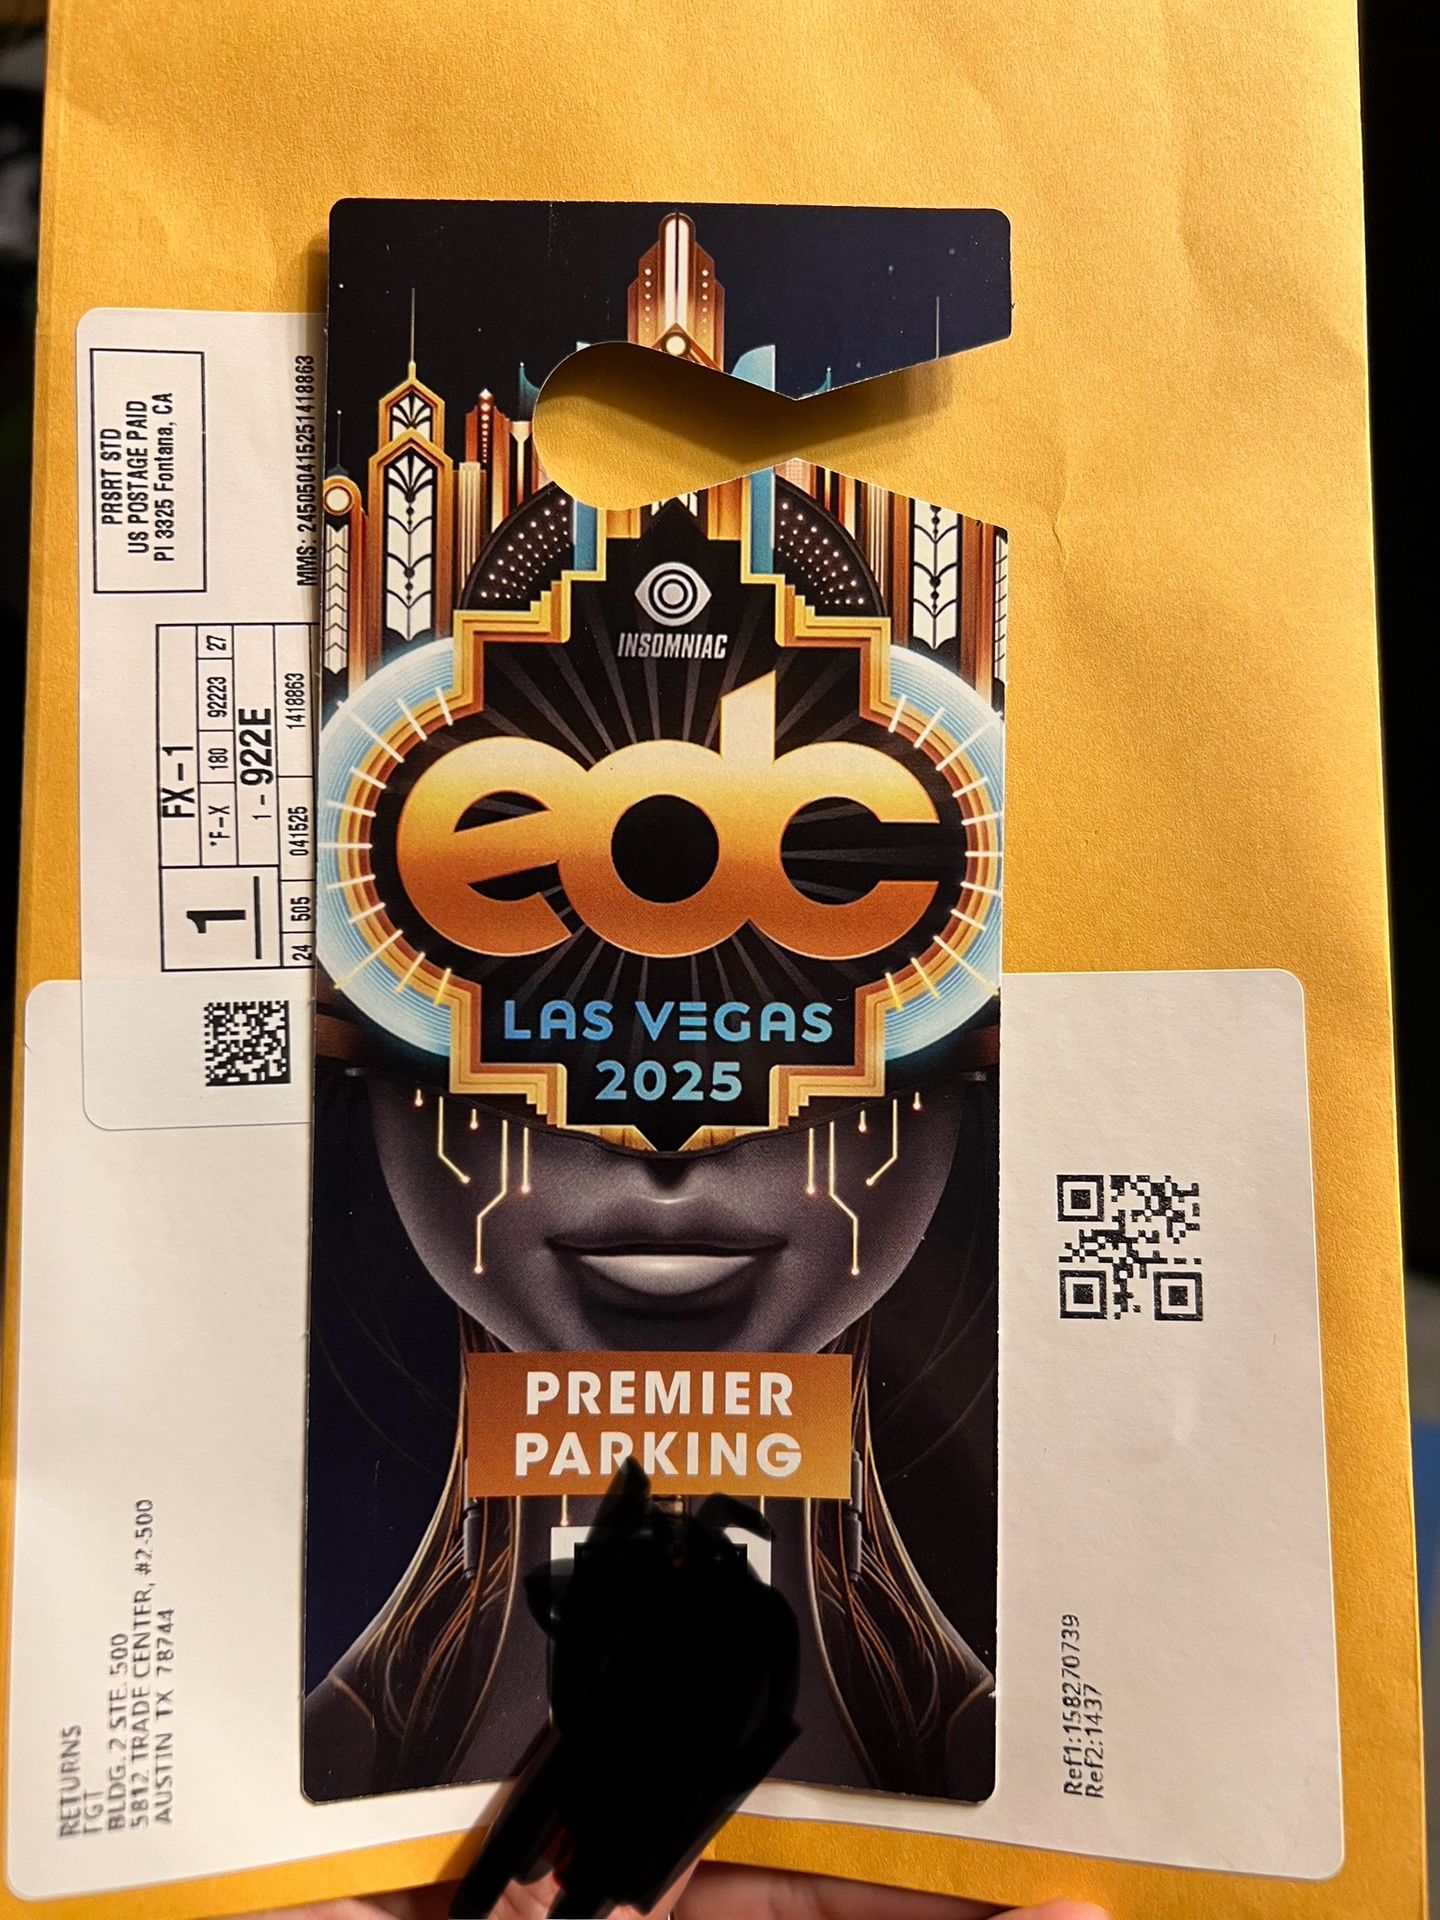 PRSRT STD
US POSTAGE PAID
PI 3325 Fontana, CA
MMS: 245050415251418863
FX-1
*F-X 180 92223 27
1 - 922E
1
24 505 041525 1418863
INSOMNIAC
edc
LAS VEGAS
2025
PREMIER
PARKING
RETURNS
TGT
BLDG. 2 STE. 500
5812 TRADE CENTER, #2-500
AUSTIN TX 78744
Ref1:158270739
Ref2:1437